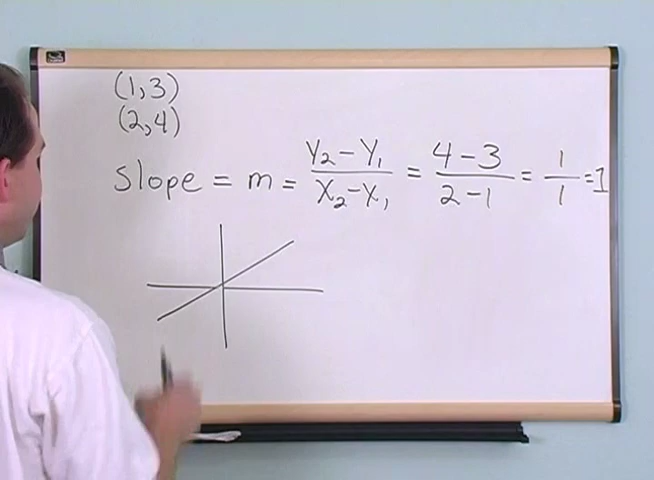 (1,3)
(2,4)
slope = m = Y₂-Y₁/X₂-X₁ = 4-3/2-1 = 1/1 = 1